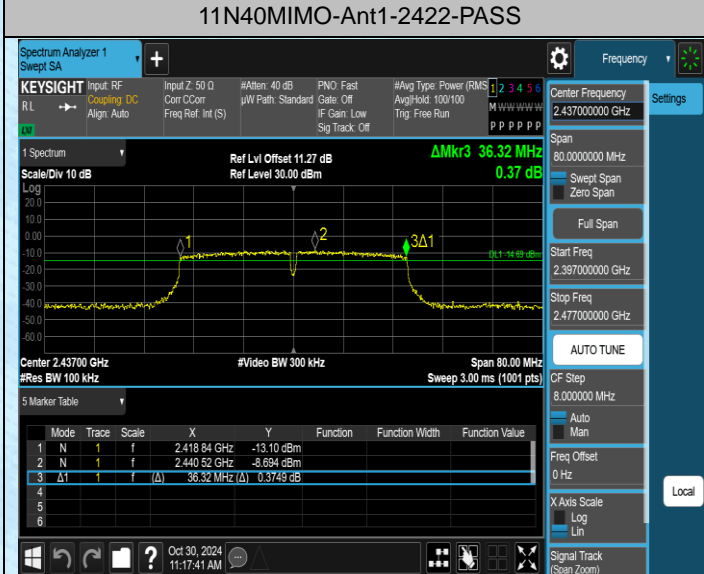 11N40MIMO-Ant1-2422-PASS
Spectrum Analyzer 1
Swept SA
+
Frequency
KEYSIGHT
RL
LXI
Input: RF
Coupling: DC
Align: Auto
Input Z: 50 Ω
Corr CCorr
Freq Ref: Int (S)
#Atten: 40 dB
µW Path: Standard
PNO: Fast
Gate: Off
IF Gain: Low
Sig Track: Off
#Avg Type: Power (RMS
Avg|Hold: 100/100
Trig: Free Run
1 2 3 4 5 6
M W W W W W
P P P P P P
1 Spectrum
Scale/Div 10 dB
Ref Lvl Offset 11.27 dB
Ref Level 30.00 dBm
ΔMkr3 36.32 MHz
0.37 dB
Log
20.0
10.0
0.00
-10.0
-20.0
-30.0
-40.0
-50.0
-60.0
1
2
3Δ1
DL1 -14.69 dBm
Center 2.43700 GHz
#Res BW 100 kHz
#Video BW 300 kHz
Span 80.00 MHz
Sweep 3.00 ms (1001 pts)
5 Marker Table
Mode Trace Scale X Y Function Function Width Function Value
1 N 1 f 2.418 84 GHz -13.10 dBm
2 N 1 f 2.440 52 GHz -8.694 dBm
3 Δ1 1 f (Δ) 36.32 MHz (Δ) 0.3749 dB
4
5
6
?
Oct 30, 2024
11:17:41 AM
Center Frequency
2.437000000 GHz
Span
80.0000000 MHz
Swept Span
Zero Span
Full Span
Start Freq
2.397000000 GHz
Stop Freq
2.477000000 GHz
AUTO TUNE
CF Step
8.000000 MHz
Auto
Man
Freq Offset
0 Hz
X Axis Scale
Log
Lin
Signal Track
(Span Zoom)
Settings
Local